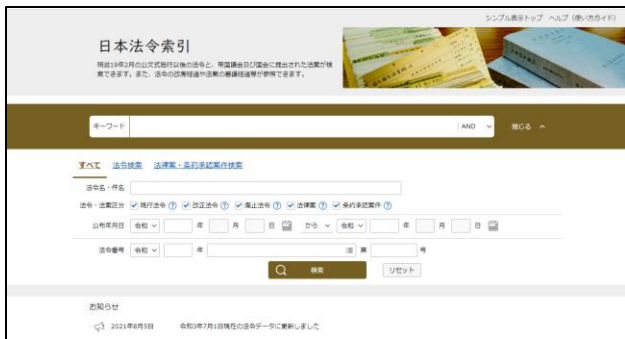 シンプル表示トップ ヘルプ(使い方ガイド)
日本法令索引
明治19年2月の公文式施行以後の法令と、帝国議会及び国会に提出された法案が検
索できます。また、法令の改廃経過や法案の審議経過等が参照できます。
キーワード AND 閉じる
すべて 法令検索 法律案・条約承認案件検索
法令名・件名
法令・法案区分 現行法令 ? 改正法令 ? 廃止法令 ? 法律案 ? 条約承認案件 ?
公布年月日 令和 年 月 日 から 令和 年 月 日
法令番号 令和 年 第 号
検索 リセット
お知らせ
2021年8月5日 令和3年7月1日現在の法令データに更新しました